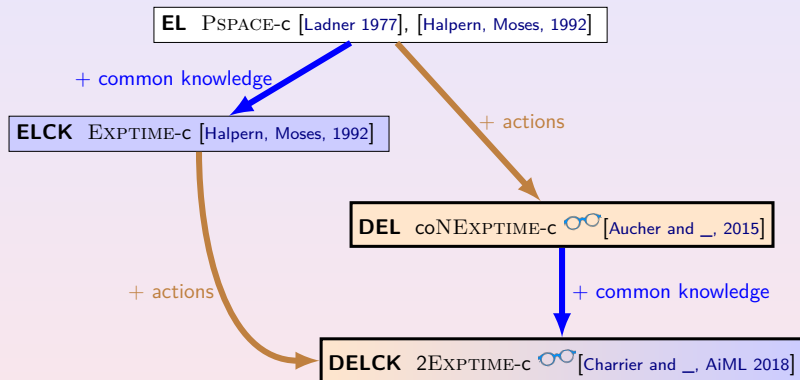 EL PSPACE-c [Ladner 1977], [Halpern, Moses, 1992]
+ common knowledge
ELCK EXPTIME-c [Halpern, Moses, 1992]
+ actions
DEL coNEXPTIME-c [Aucher and _, 2015]
+ actions
+ common knowledge
DELCK 2EXPTIME-c [Charrier and _, AiML 2018]